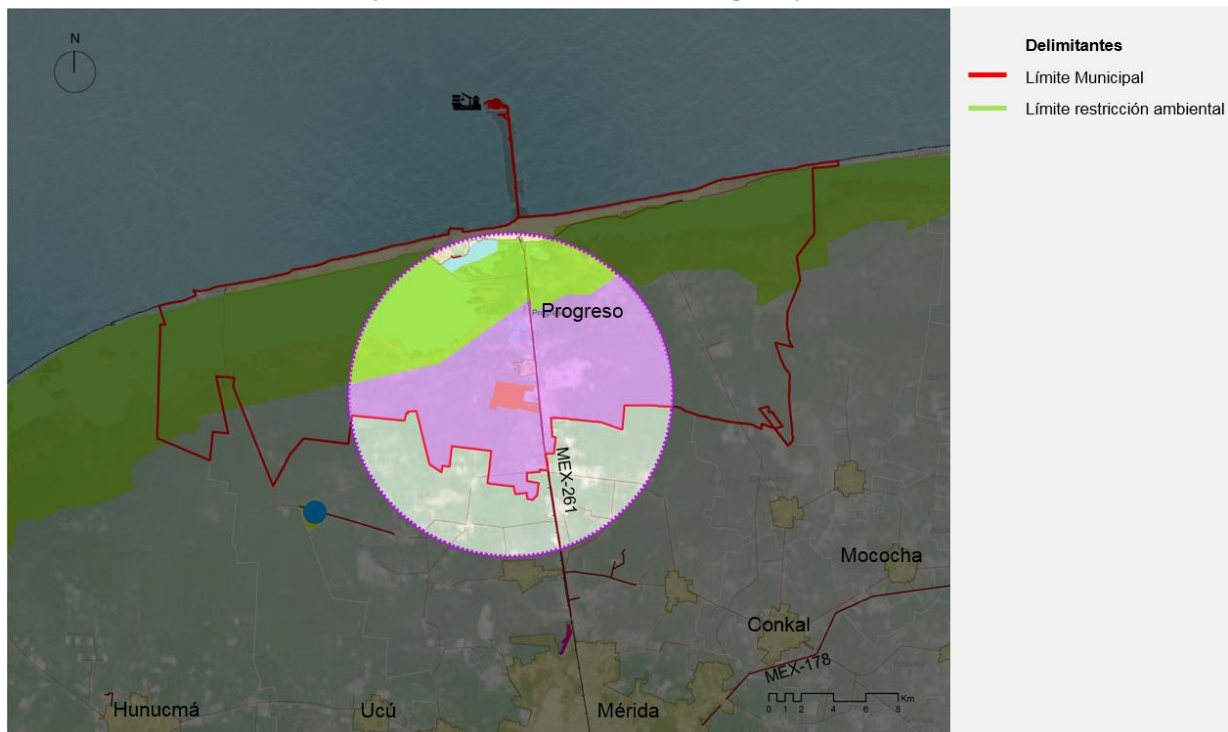 N
Delimitantes
Límite Municipal
Límite restricción ambiental
Progreso
Progreso
MEX-261
Mococha
Conkal
MEX-178
Hunucmá
Ucú
Mérida
Km
0 1 2 4 6 8